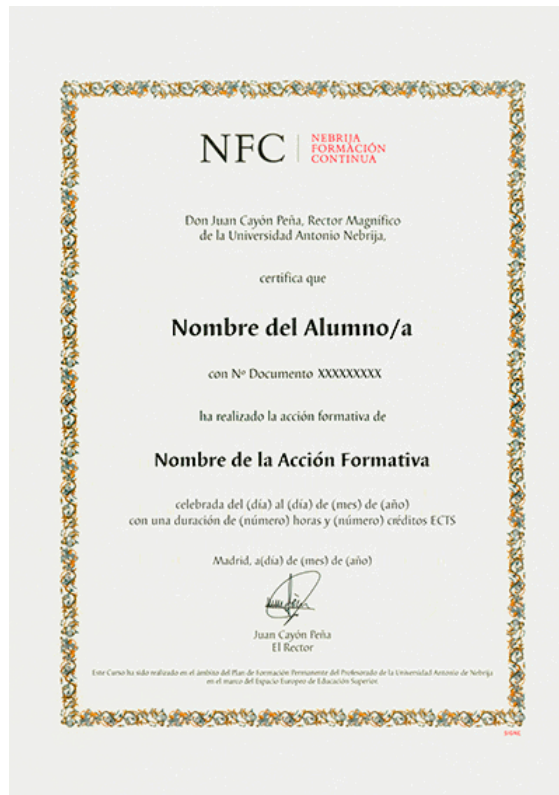 NFC
NEBRIJA
FORMACIÓN
CONTINUA
Don Juan Cayón Peña, Rector Magnífico
de la Universidad Antonio Nebrija,
certifica que
Nombre del Alumno/a
con Nº Documento XXXXXXXXX
ha realizado la acción formativa de
Nombre de la Acción Formativa
celebrada del (día) al (día) de (mes) de (año)
con una duración de (número) horas y (número) créditos ECTS
Madrid, a(día) de (mes) de (año)
Juan Cayón Peña
El Rector
Este Curso ha sido realizado en el ámbito del Plan de Formación Permanente del Profesorado de la Universidad Antonio de Nebrija
en el marco del Espacio Europeo de Educación Superior.
SIGNE